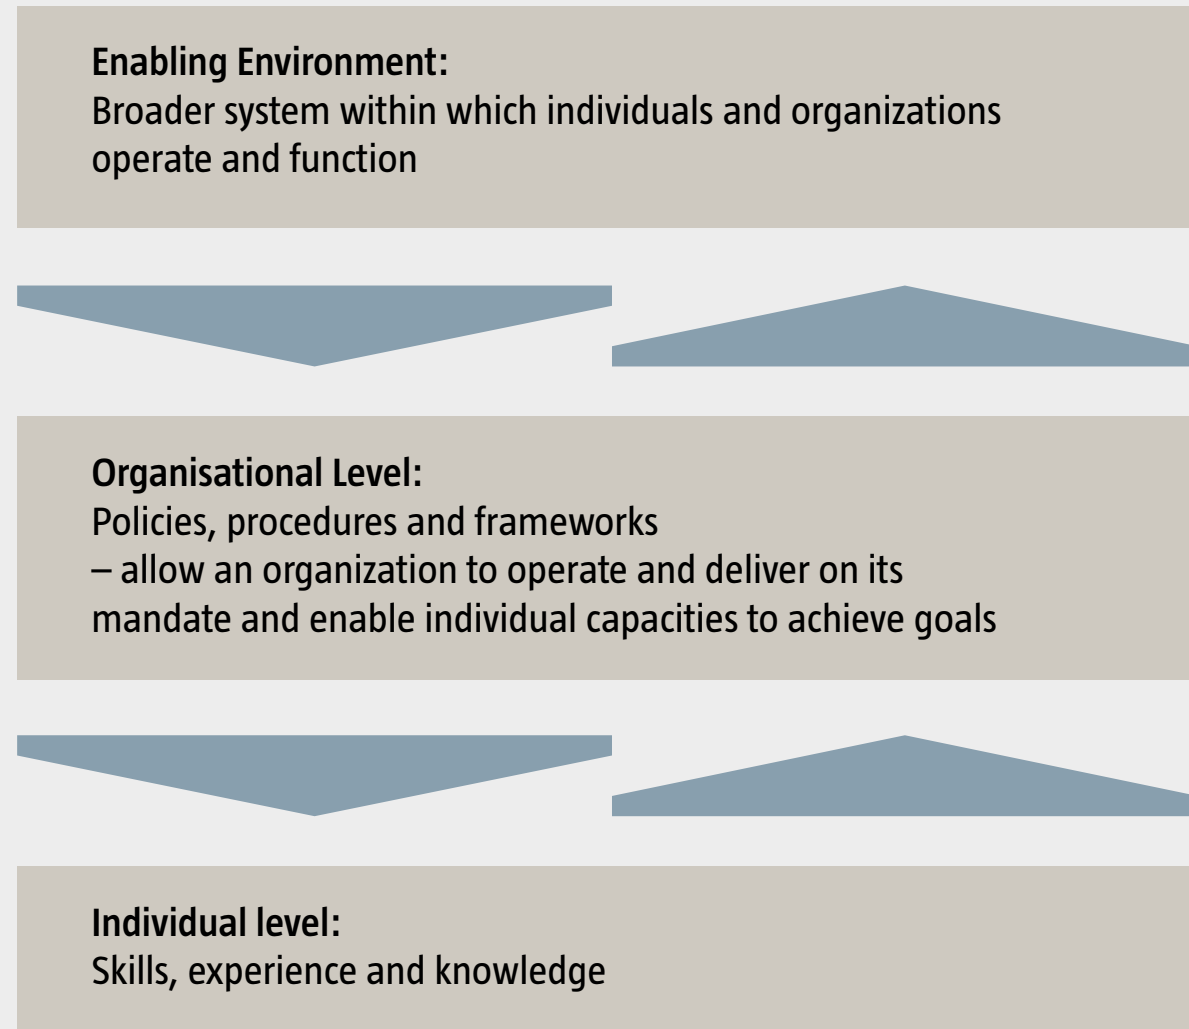 Enabling Environment:
Broader system within which individuals and organizations
operate and function
Organisational Level:
Policies, procedures and frameworks
– allow an organization to operate and deliver on its
mandate and enable individual capacities to achieve goals
Individual level:
Skills, experience and knowledge